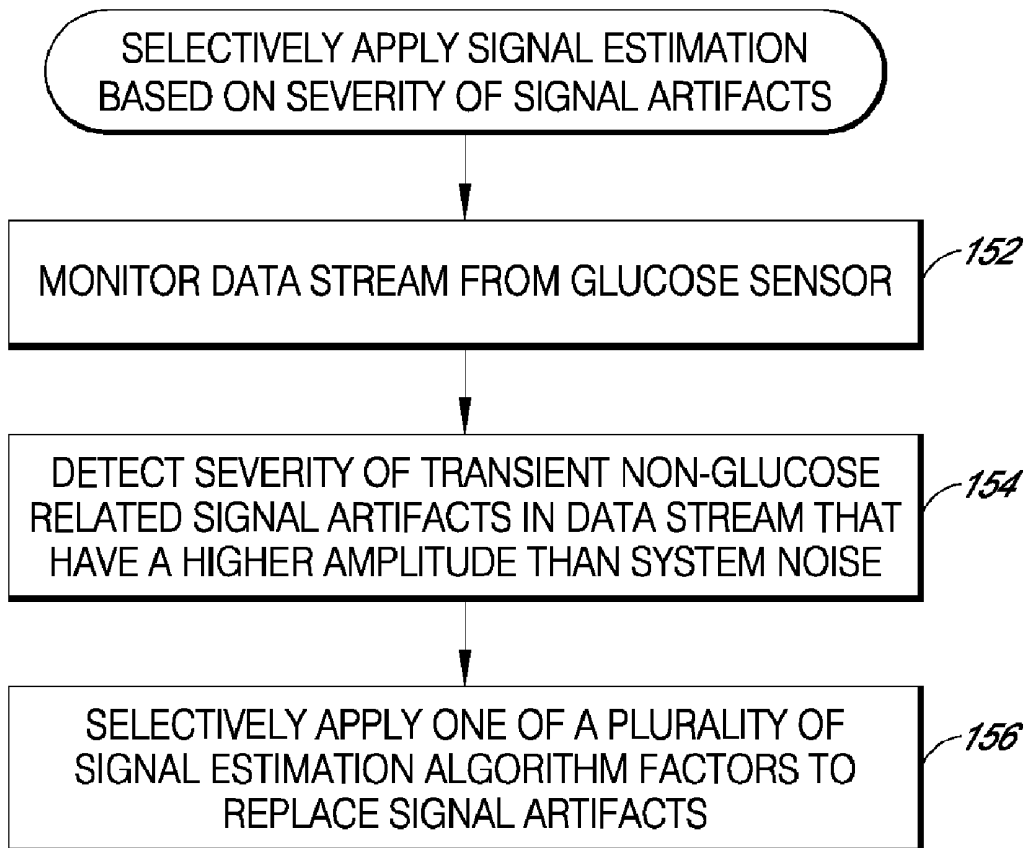 SELECTIVELY APPLY SIGNAL ESTIMATION
BASED ON SEVERITY OF SIGNAL ARTIFACTS
MONITOR DATA STREAM FROM GLUCOSE SENSOR
152
DETECT SEVERITY OF TRANSIENT NON-GLUCOSE
RELATED SIGNAL ARTIFACTS IN DATA STREAM THAT
HAVE A HIGHER AMPLITUDE THAN SYSTEM NOISE
154
SELECTIVELY APPLY ONE OF A PLURALITY OF
SIGNAL ESTIMATION ALGORITHM FACTORS TO
REPLACE SIGNAL ARTIFACTS
156